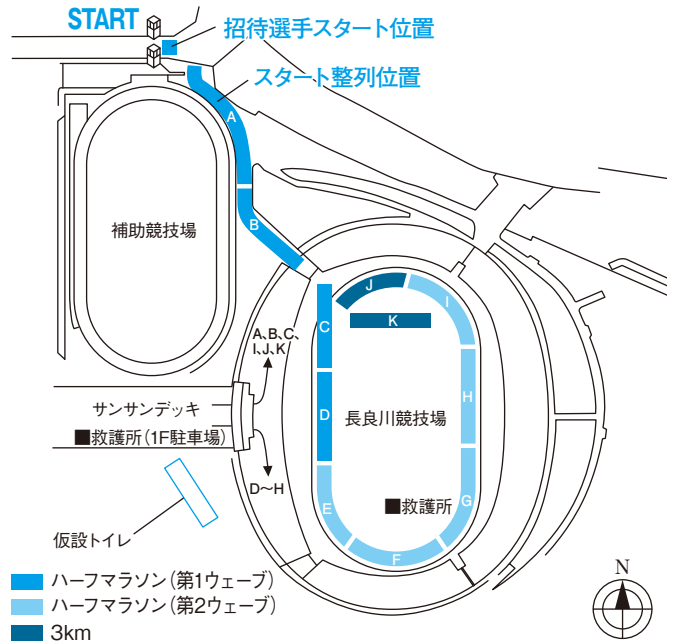 START
招待選手スタート位置
スタート整列位置
A
B
補助競技場
J
I
K
C
A、B、C、
I、J、K
H
D
長良川競技場
サンサンデッキ
■救護所(1F駐車場)
D〜H
E
■救護所
G
仮設トイレ
F
N
ハーフマラソン(第1ウェーブ)
ハーフマラソン(第2ウェーブ)
3km